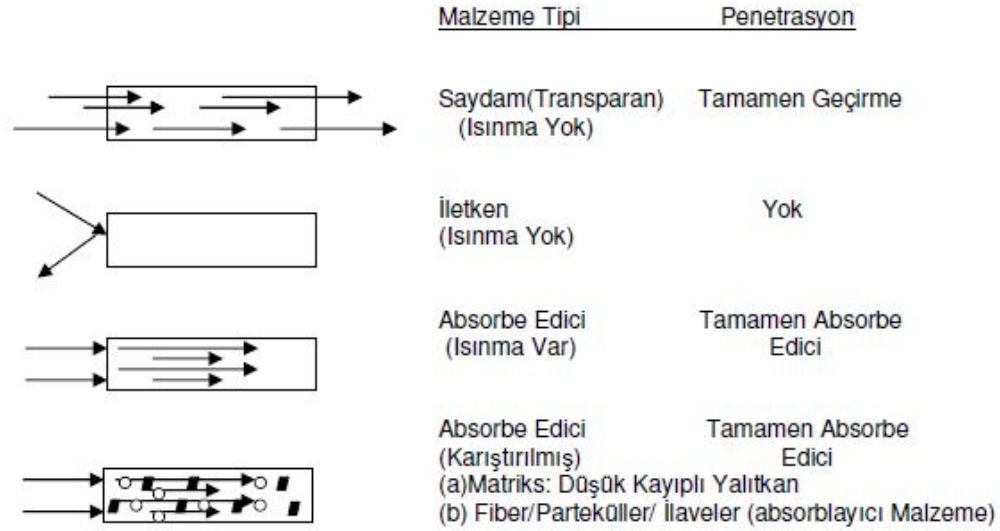 Malzeme Tipi Penetrasyon
Saydam(Transparan) Tamamen Geçirme
(Isınma Yok)
İletken Yok
(Isınma Yok)
Absorbe Edici Tamamen Absorbe
(Isınma Var) Edici
Absorbe Edici Tamamen Absorbe
(Karıştırılmış) Edici
(a)Matriks: Düşük Kayıplı Yalıtkan
(b) Fiber/Parteküller/ İlaveler (absorblayıcı Malzeme)